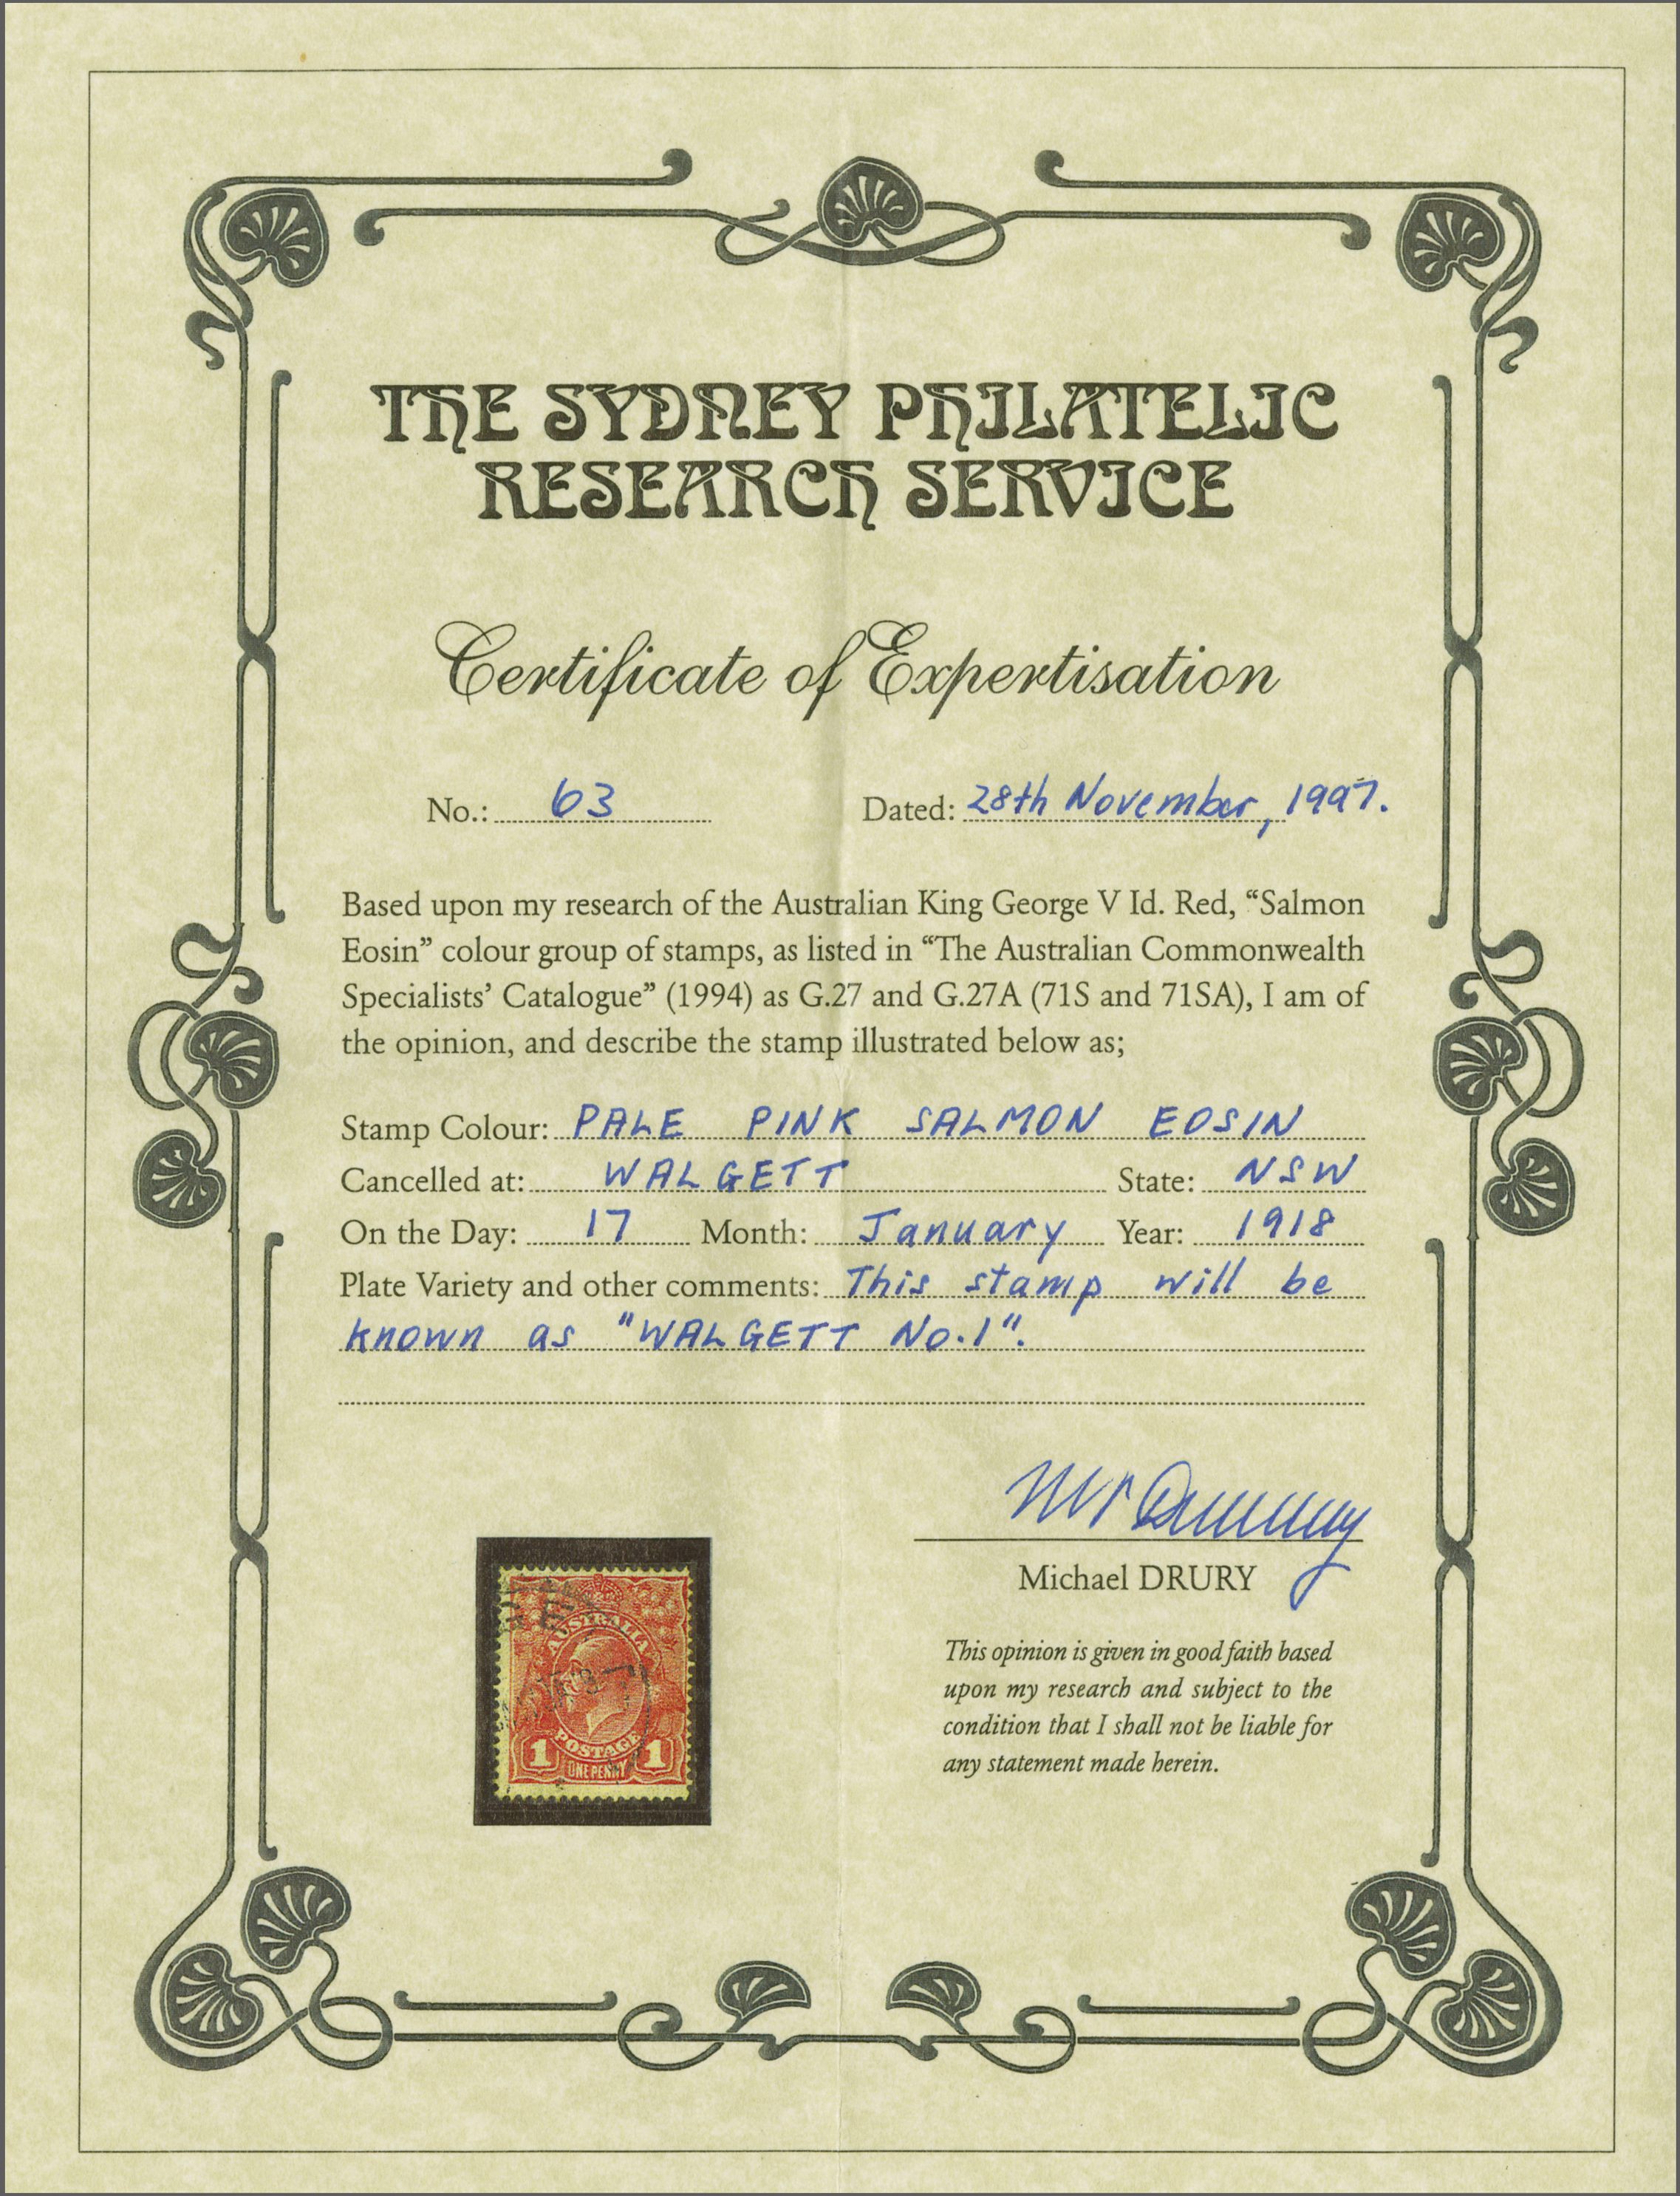 THE SYDNEY PHILATELIC
RESEARCH SERVICE
Certificate of Expertisation
No.: 63 Dated: 28th November, 1997.
Based upon my research of the Australian King George V Id. Red, “Salmon
Eosin” colour group of stamps, as listed in “The Australian Commonwealth
Specialists’ Catalogue” (1994) as G.27 and G.27A (71S and 71SA), I am of
the opinion, and describe the stamp illustrated below as;
Stamp Colour: PALE PINK SALMON EOSIN
Cancelled at: WALGETT State: NSW
On the Day: 17 Month: January Year: 1918
Plate Variety and other comments: This stamp will be
known as "WALGETT No.1".
Michael DRURY
This opinion is given in good faith based
upon my research and subject to the
condition that I shall not be liable for
any statement made herein.
AUSTRALIA
POSTAGE
1 ONE PENNY 1